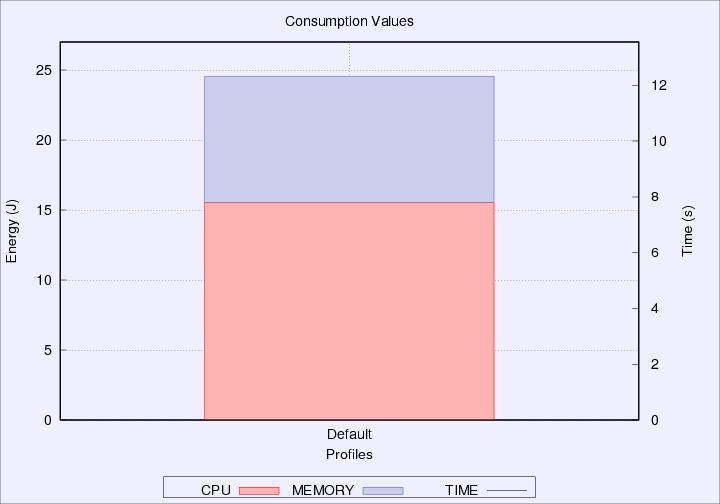 Consumption Values
Energy (J)
25
20
15
10
5
0
12
10
8
6
4
2
0
Time (s)
Default
Profiles
CPU MEMORY TIME